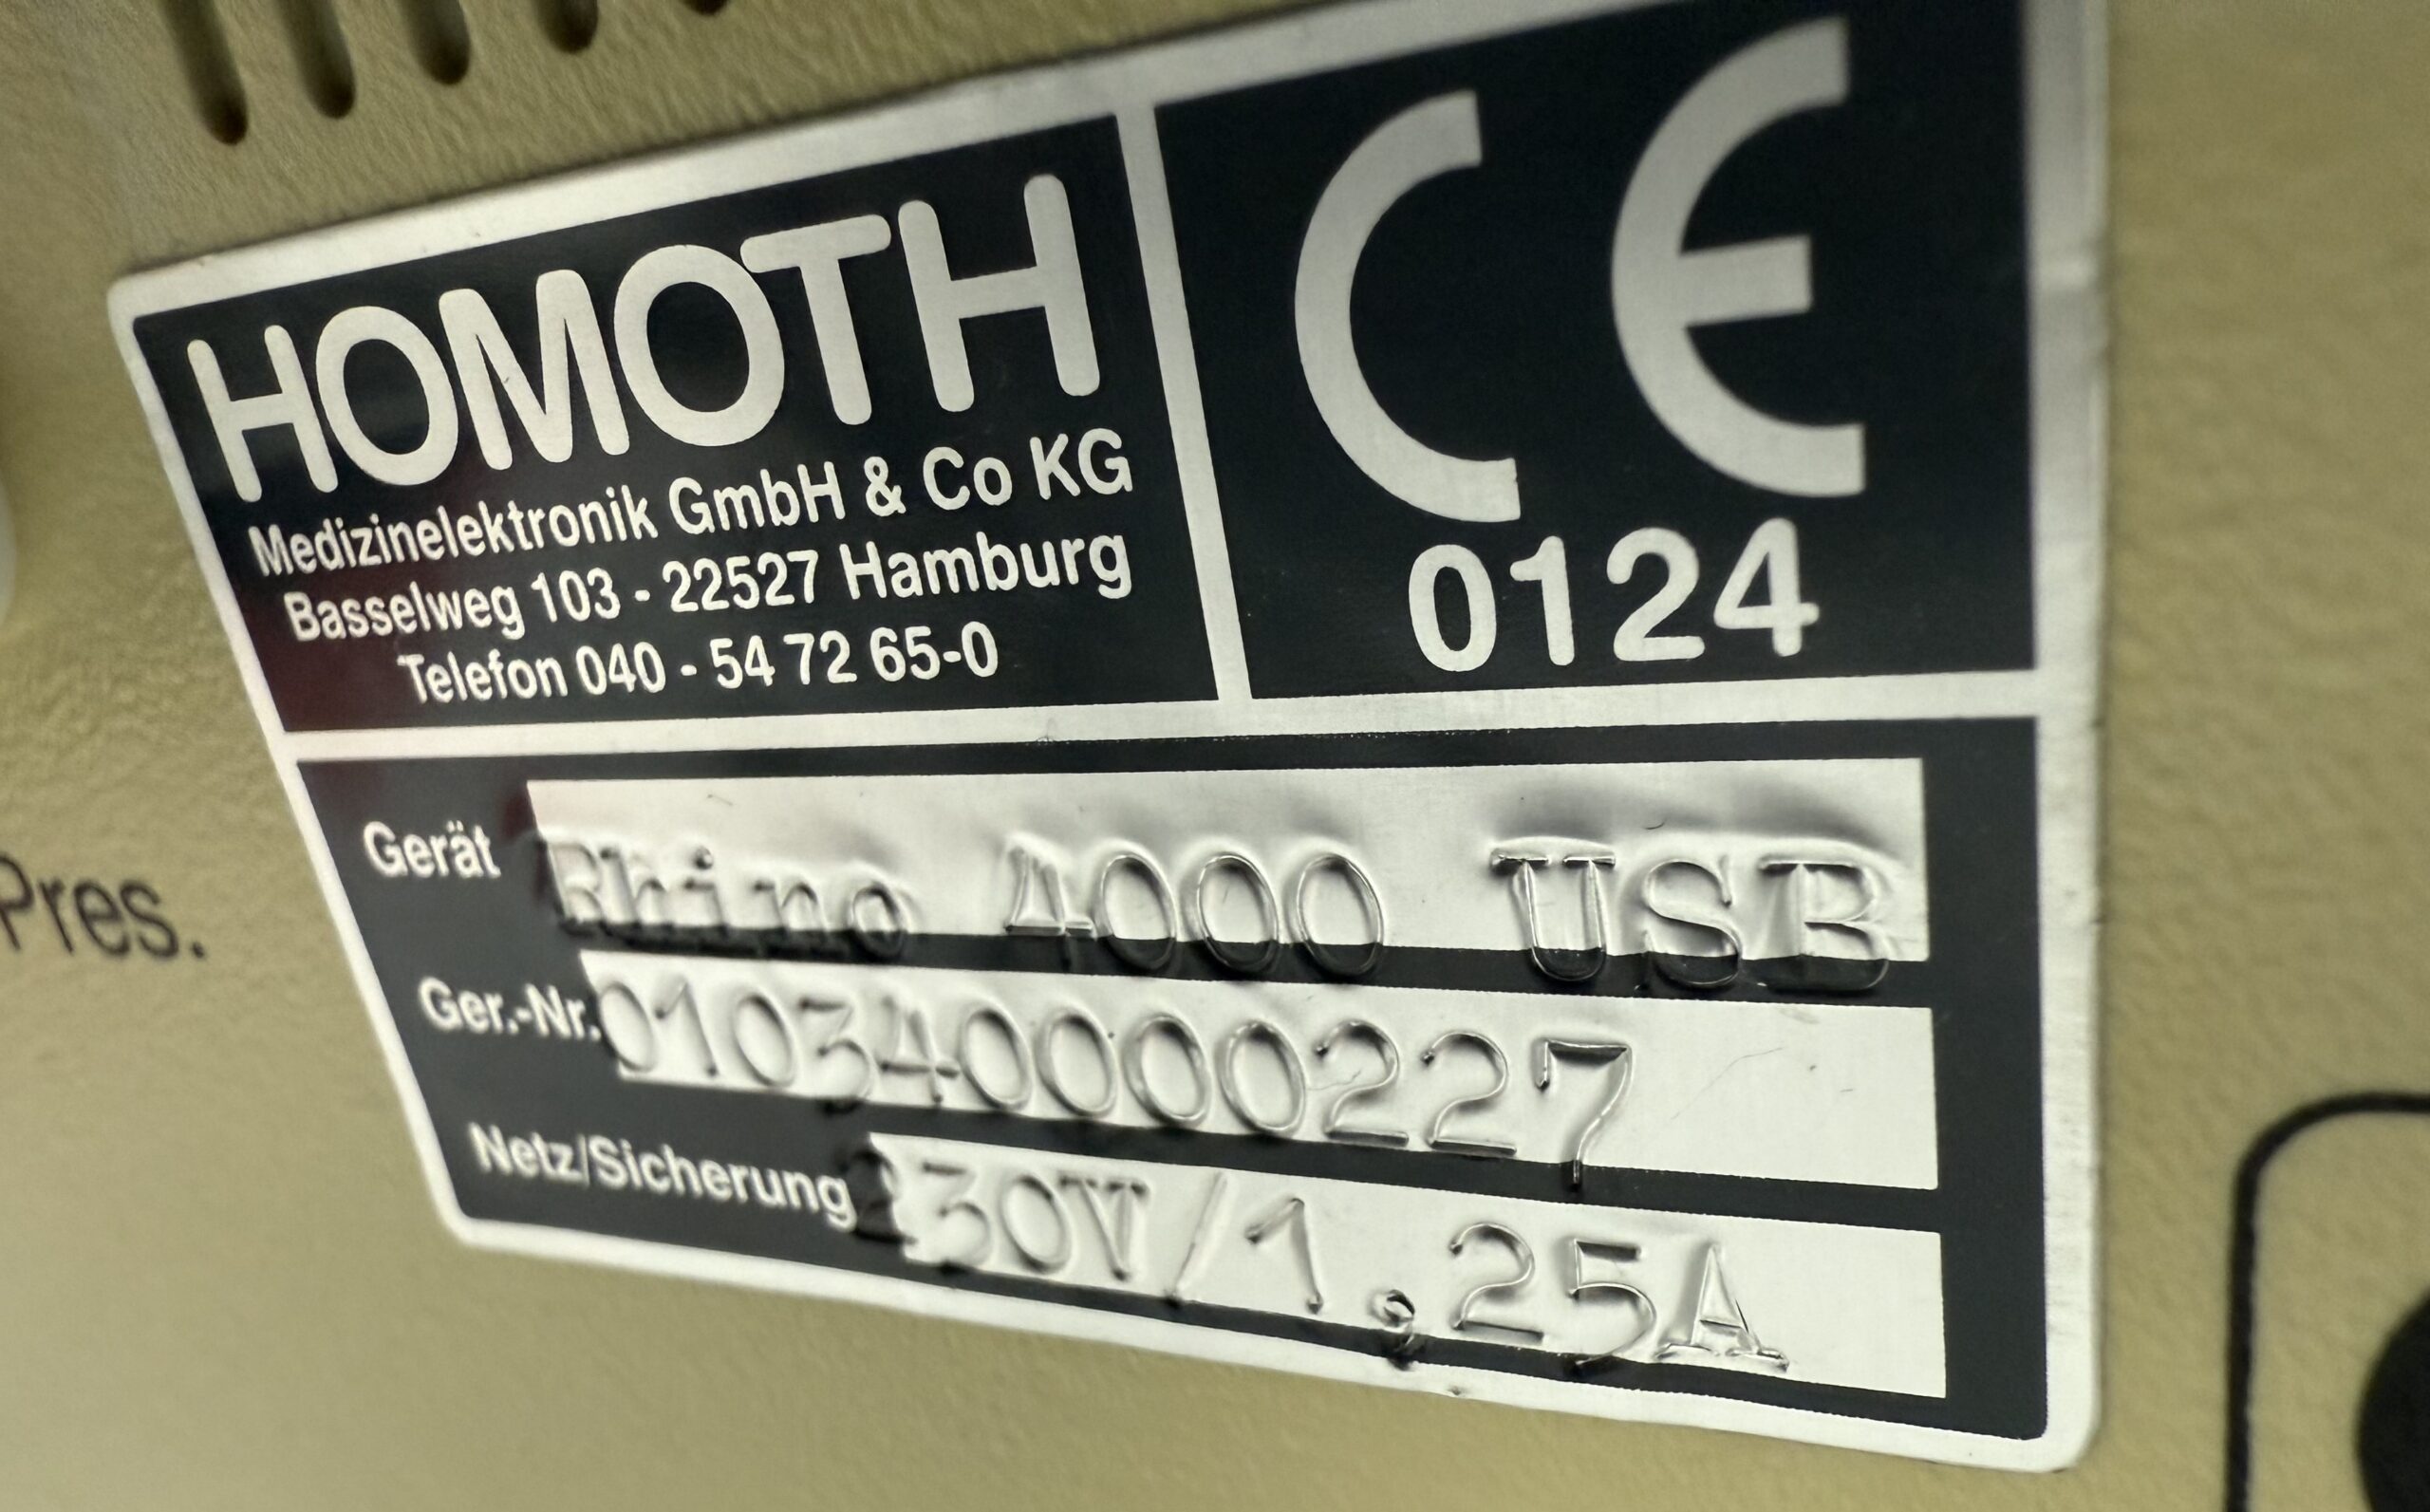 HOMOTH
Medizinelektronik GmbH & Co KG
Basselweg 103 - 22527 Hamburg
Telefon 040 - 54 72 65-0
CE
0124
Gerät Rhino 4000 USB
Ger.-Nr. 010340000227
Netz/Sicherung 230V/1,25A
Pres.